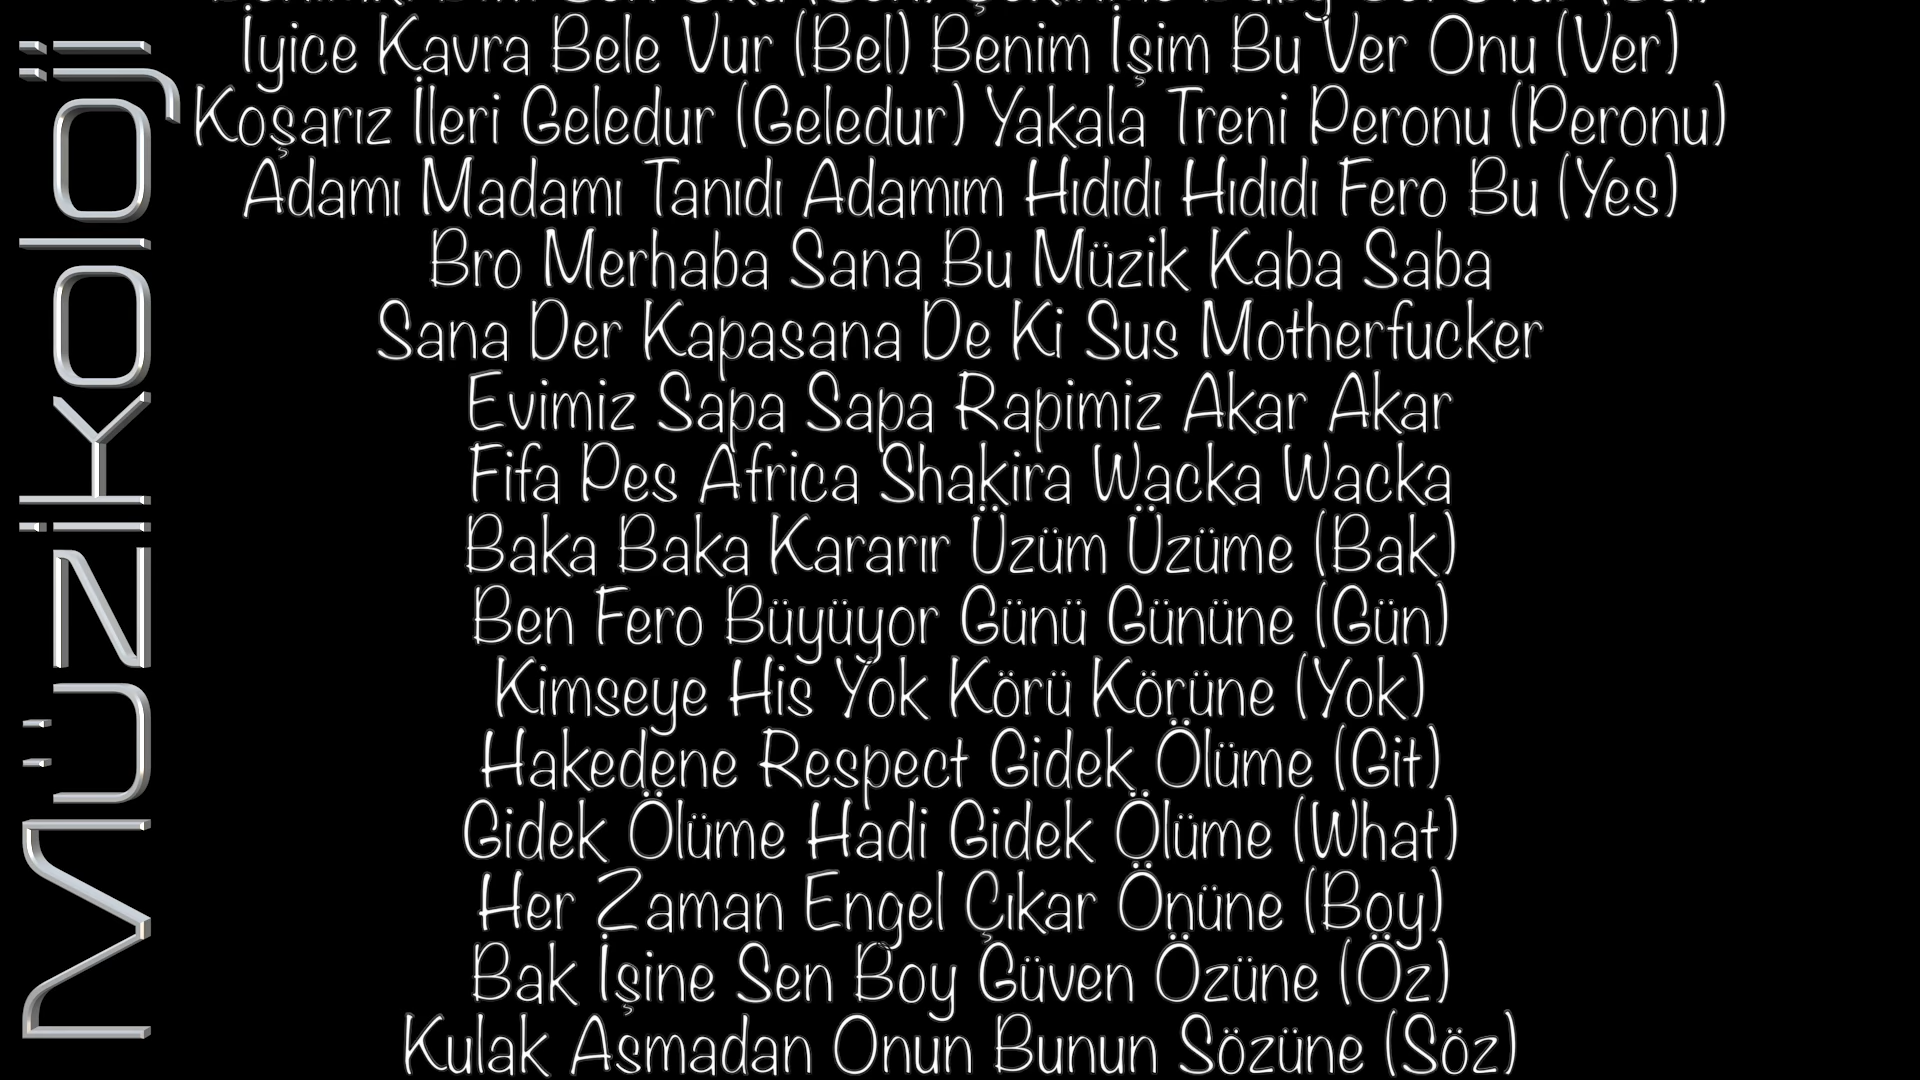 Müzikoloji
İyice Kavra Bele Vur (Bel) Benim İşim Bu Ver Onu (Ver)
Koşarız İleri Geledur (Geledur) Yakala Treni Peronu (Peronu)
Adamı Madamı Tanıdı Adamım Hıdıdı Hıdıdı Fero Bu (Yes)
Bro Merhaba Sana Bu Müzik Kaba Saba
Sana Der Kapasana De Ki Sus Motherfucker
Evimiz Sapa Sapa Rapimiz Akar Akar
Fifa Pes Africa Shakira Wacka Wacka
Baka Baka Kararır Üzüm Üzüme (Bak)
Ben Fero Büyüyor Günü Gününe (Gün)
Kimseye His Yok Körü Körüne (Yok)
Hakedene Respect Gidek Ölüme (Git)
Gidek Ölüme Hadi Gidek Ölüme (What)
Her Zaman Engel Çıkar Önüne (Boy)
Bak İşine Sen Boy Güven Özüne (Öz)
Kulak Asmadan Onun Bunun Sözüne (Söz)